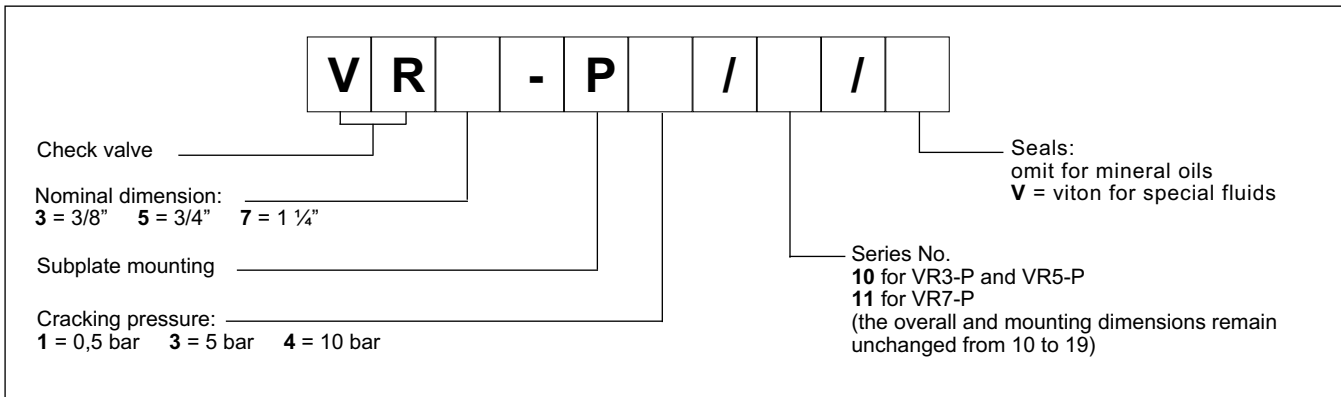 V R - P / /
Check valve
Nominal dimension:
3 = 3/8” 5 = 3/4” 7 = 1 ¼”
Subplate mounting
Cracking pressure:
1 = 0,5 bar 3 = 5 bar 4 = 10 bar
Seals:
omit for mineral oils
V = viton for special fluids
Series No.
10 for VR3-P and VR5-P
11 for VR7-P
(the overall and mounting dimensions remain
unchanged from 10 to 19)